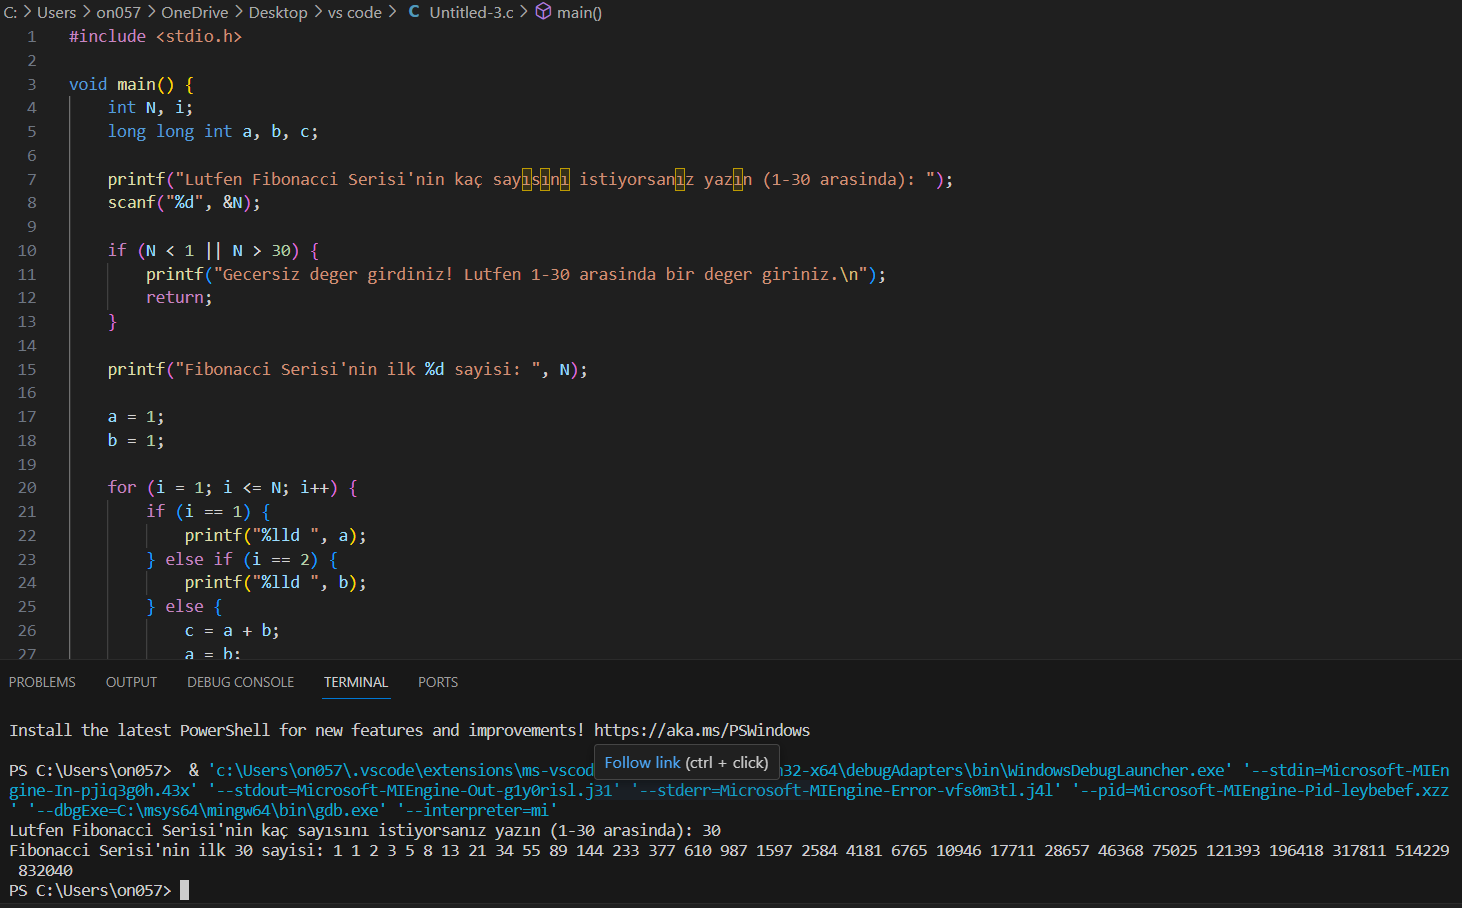 C: > Users > on057 > OneDrive > Desktop > vs code > C Untitled-3.c > main()
1 #include <stdio.h>
2
3 void main() {
4 int N, i;
5 long long int a, b, c;
6
7 printf("Lutfen Fibonacci Serisi'nin kaç sayısını istiyorsanız yazın (1-30 arasinda): ");
8 scanf("%d", &N);
9
10 if (N < 1 || N > 30) {
11 printf("Gecersiz deger girdiniz! Lutfen 1-30 arasinda bir deger giriniz.\n");
12 return;
13 }
14
15 printf("Fibonacci Serisi'nin ilk %d sayisi: ", N);
16
17 a = 1;
18 b = 1;
19
20 for (i = 1; i <= N; i++) {
21 if (i == 1) {
22 printf("%lld ", a);
23 } else if (i == 2) {
24 printf("%lld ", b);
25 } else {
26 c = a + b;
27 a = b;
PROBLEMS OUTPUT DEBUG CONSOLE TERMINAL PORTS
Install the latest PowerShell for new features and improvements! https://aka.ms/PSWindows
Follow link (ctrl + click)
PS C:\Users\on057> & 'c:\Users\on057\.vscode\extensions\ms-vscod 32-x64\debugAdapters\bin\WindowsDebugLauncher.exe' '--stdin=Microsoft-MIEn
gine-In-pjiq3g0h.43x' '--stdout=Microsoft-MIEngine-Out-g1y0risl.j31' '--stderr=Microsoft-MIEngine-Error-vfs0m3tl.j4l' '--pid=Microsoft-MIEngine-Pid-leybebef.xzz
' '--dbgExe=C:\msys64\mingw64\bin\gdb.exe' '--interpreter=mi'
Lutfen Fibonacci Serisi'nin kaç sayısını istiyorsanız yazın (1-30 arasinda): 30
Fibonacci Serisi'nin ilk 30 sayisi: 1 1 2 3 5 8 13 21 34 55 89 144 233 377 610 987 1597 2584 4181 6765 10946 17711 28657 46368 75025 121393 196418 317811 514229
832040
PS C:\Users\on057>